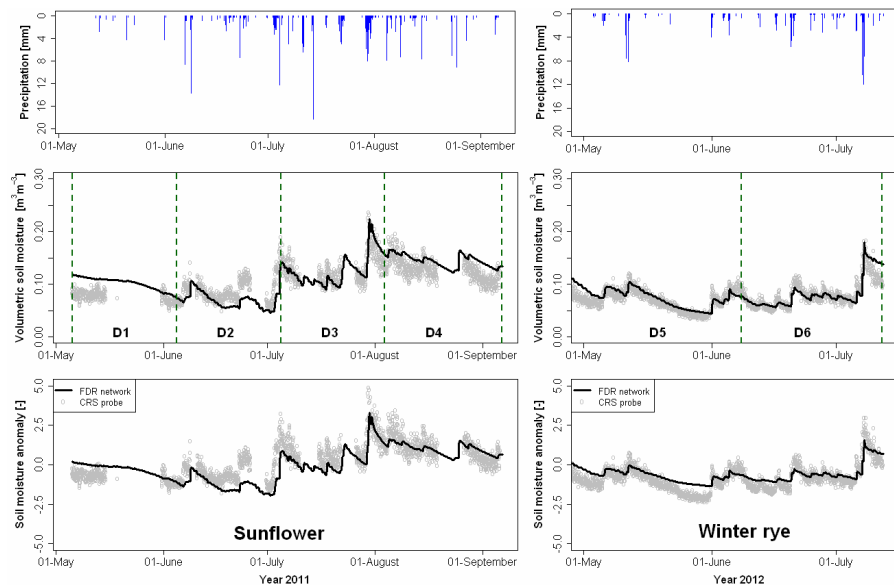 Precipitation [mm]
0
4
8
12
16
20
01-May 01-June 01-July 01-August 01-September
Precipitation [mm]
0
4
8
12
16
20
01-May 01-June 01-July
Volumetric soil moisture [m³m⁻³]
0.30
0.20
0.10
0.00
D1 D2 D3 D4
01-May 01-June 01-July 01-August 01-September
Volumetric soil moisture [m³m⁻³]
0.30
0.20
0.10
0.00
D5 D6
01-May 01-June 01-July
Soil moisture anomaly [-]
5.0
2.5
0.0
-2.5
-5.0
FDR network
CRS probe
Sunflower
01-May 01-June 01-July 01-August 01-September
Year 2011
Soil moisture anomaly [-]
5.0
2.5
0.0
-2.5
-5.0
FDR network
CRS probe
Winter rye
01-May 01-June 01-July
Year 2012